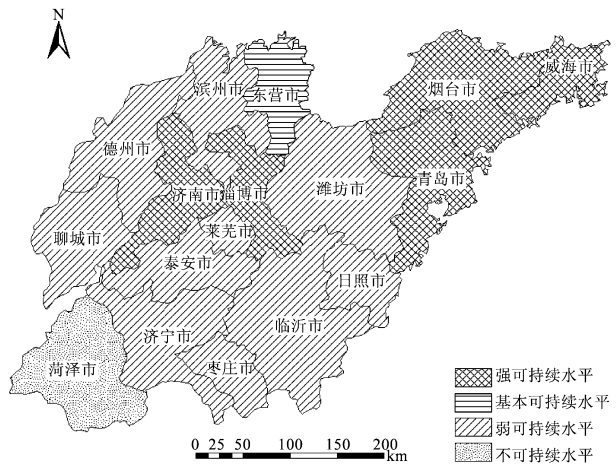 N
滨州市
东营市
烟台市
威海市
德州市
济南市
淄博市
潍坊市
青岛市
聊城市
莱芜市
泰安市
日照市
济宁市
临沂市
菏泽市
枣庄市
强可持续水平
基本可持续水平
弱可持续水平
不可持续水平
0 25 50 100 150 200
km